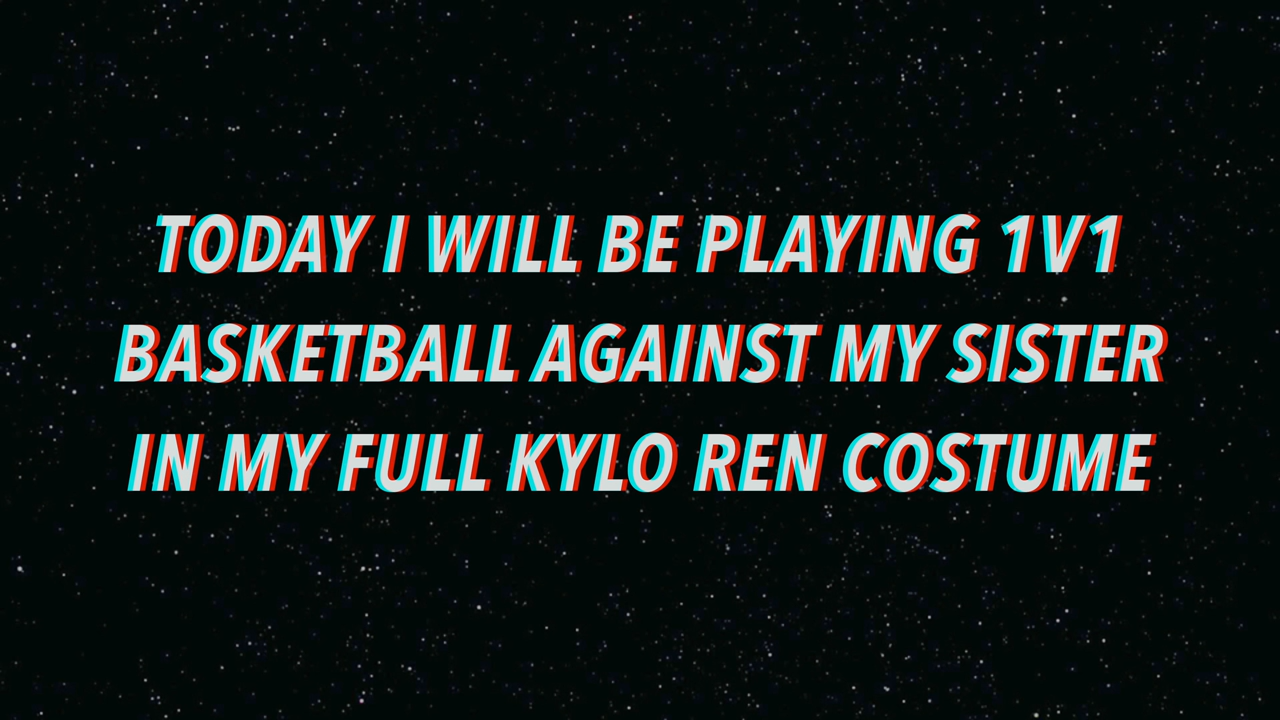 TODAY I WILL BE PLAYING 1V1
BASKETBALL AGAINST MY SISTER
IN MY FULL KYLO REN COSTUME